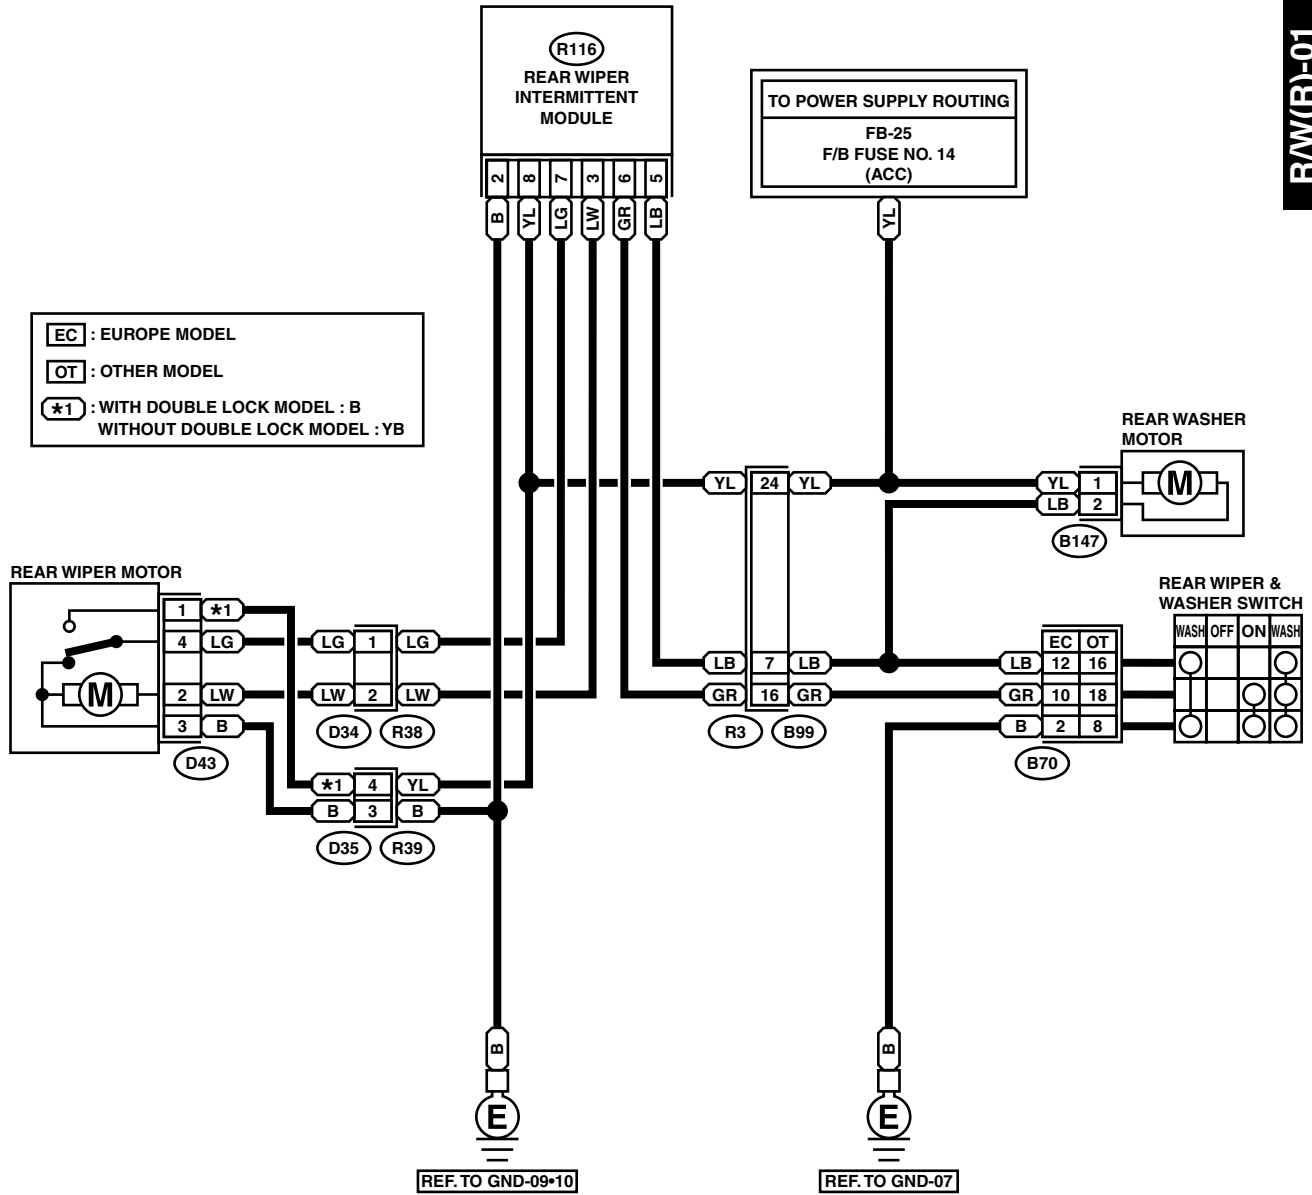 R/W(R)-01
R116
REAR WIPER
INTERMITTENT
MODULE
2 8 7 3 6 5
B YL LG LW GR LB
TO POWER SUPPLY ROUTING
FB-25
F/B FUSE NO. 14
(ACC)
YL
EC : EUROPE MODEL
OT : OTHER MODEL
*1 : WITH DOUBLE LOCK MODEL : B
WITHOUT DOUBLE LOCK MODEL : YB
REAR WASHER
MOTOR
YL 24 YL
YL 1
M
LB 2
B147
REAR WIPER MOTOR
1 *1
4 LG
M
2 LW
3 B
D43
LG 1 LG
LW 2 LW
D34 R38
*1 4 YL
B 3 B
D35 R39
LB 7 LB
GR 16 GR
R3 B99
REAR WIPER &
WASHER SWITCH
WASH OFF ON WASH
EC OT
LB 12 16
GR 10 18
B 2 8
B70
B
E
REF. TO GND-09•10
B
E
REF. TO GND-07